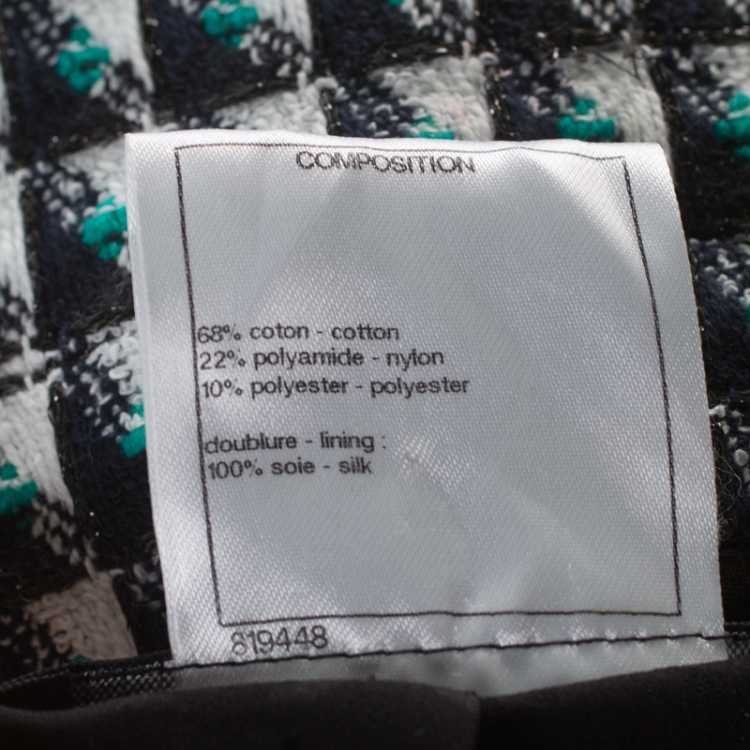 COMPOSITION
68% coton - cotton
22% polyamide - nylon
10% polyester - polyester
doublure - lining :
100% soie - silk
819448